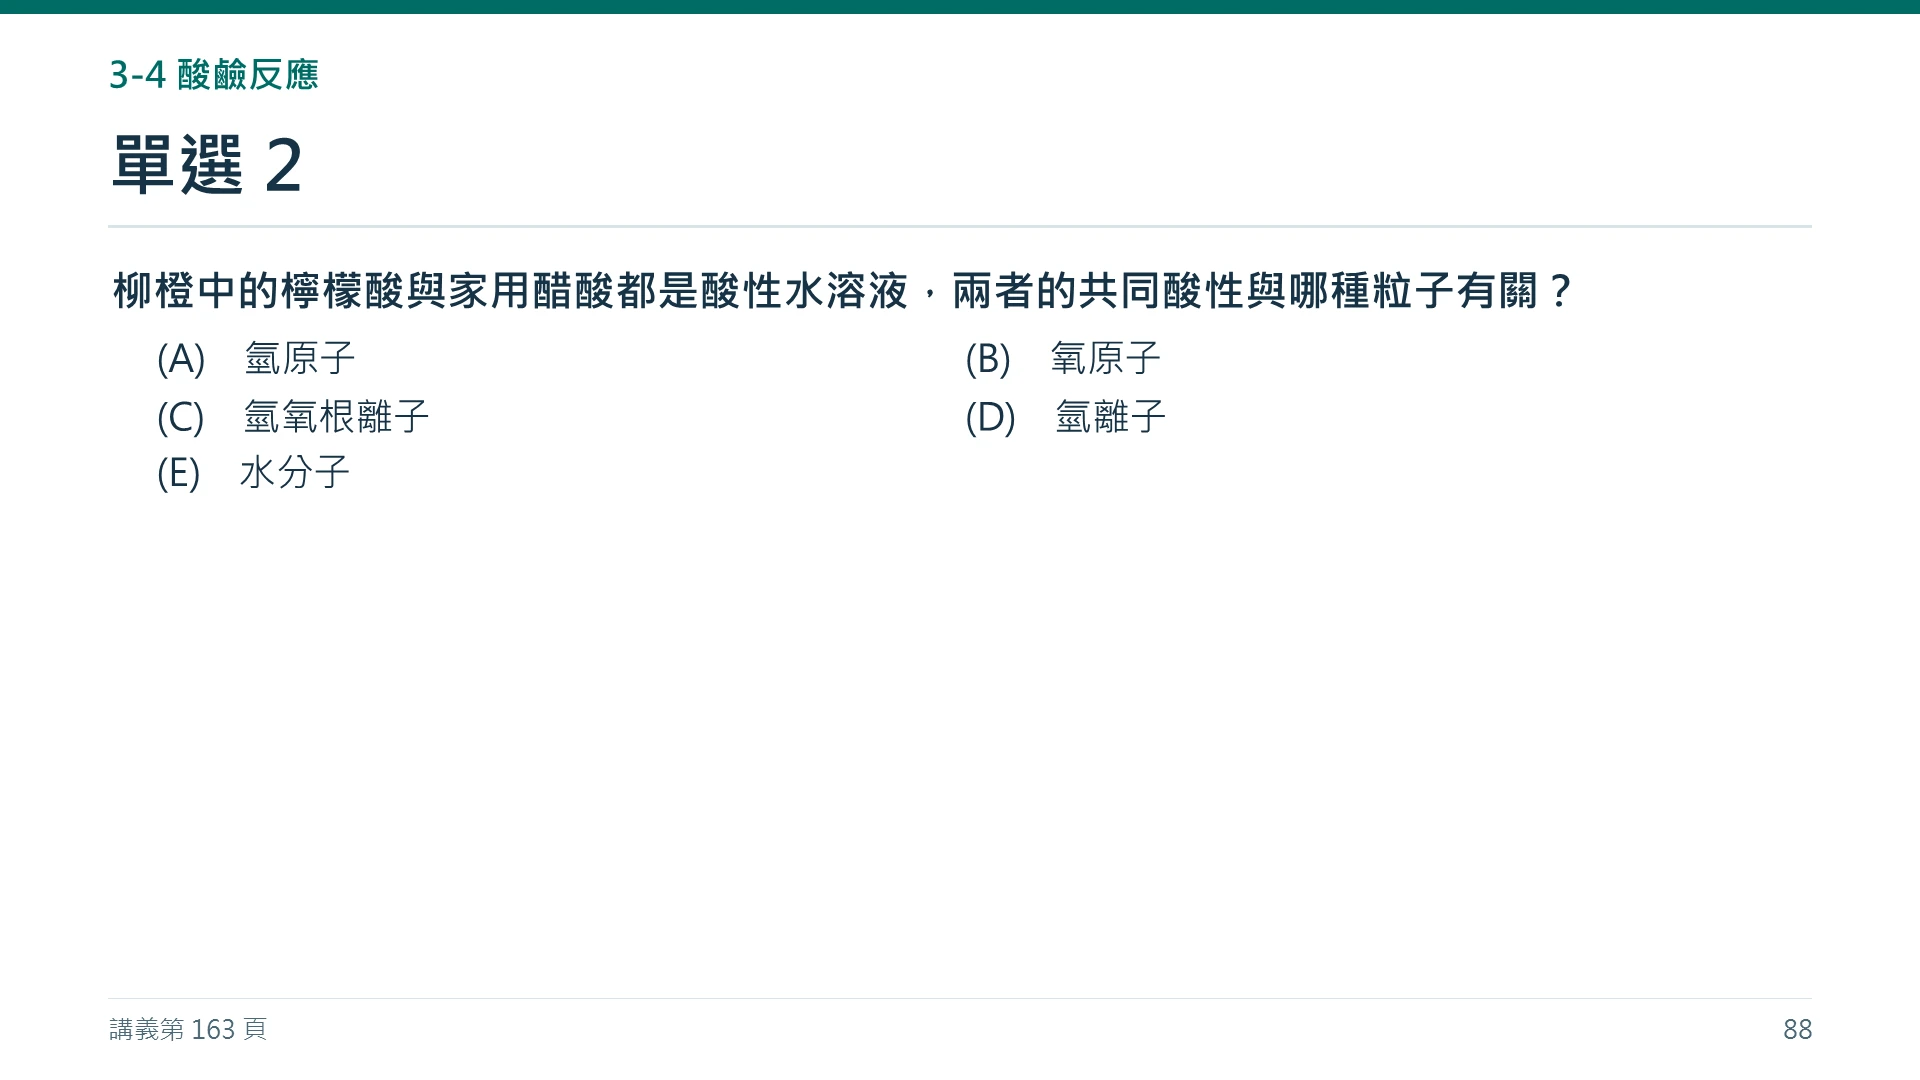 3-4 酸鹼反應
單選 2
柳橙中的檸檬酸與家用醋酸都是酸性水溶液，兩者的共同酸性與哪種粒子有關？
(A) 氫原子
(B) 氧原子
(C) 氫氧根離子
(D) 氫離子
(E) 水分子
講義第 163 頁
88